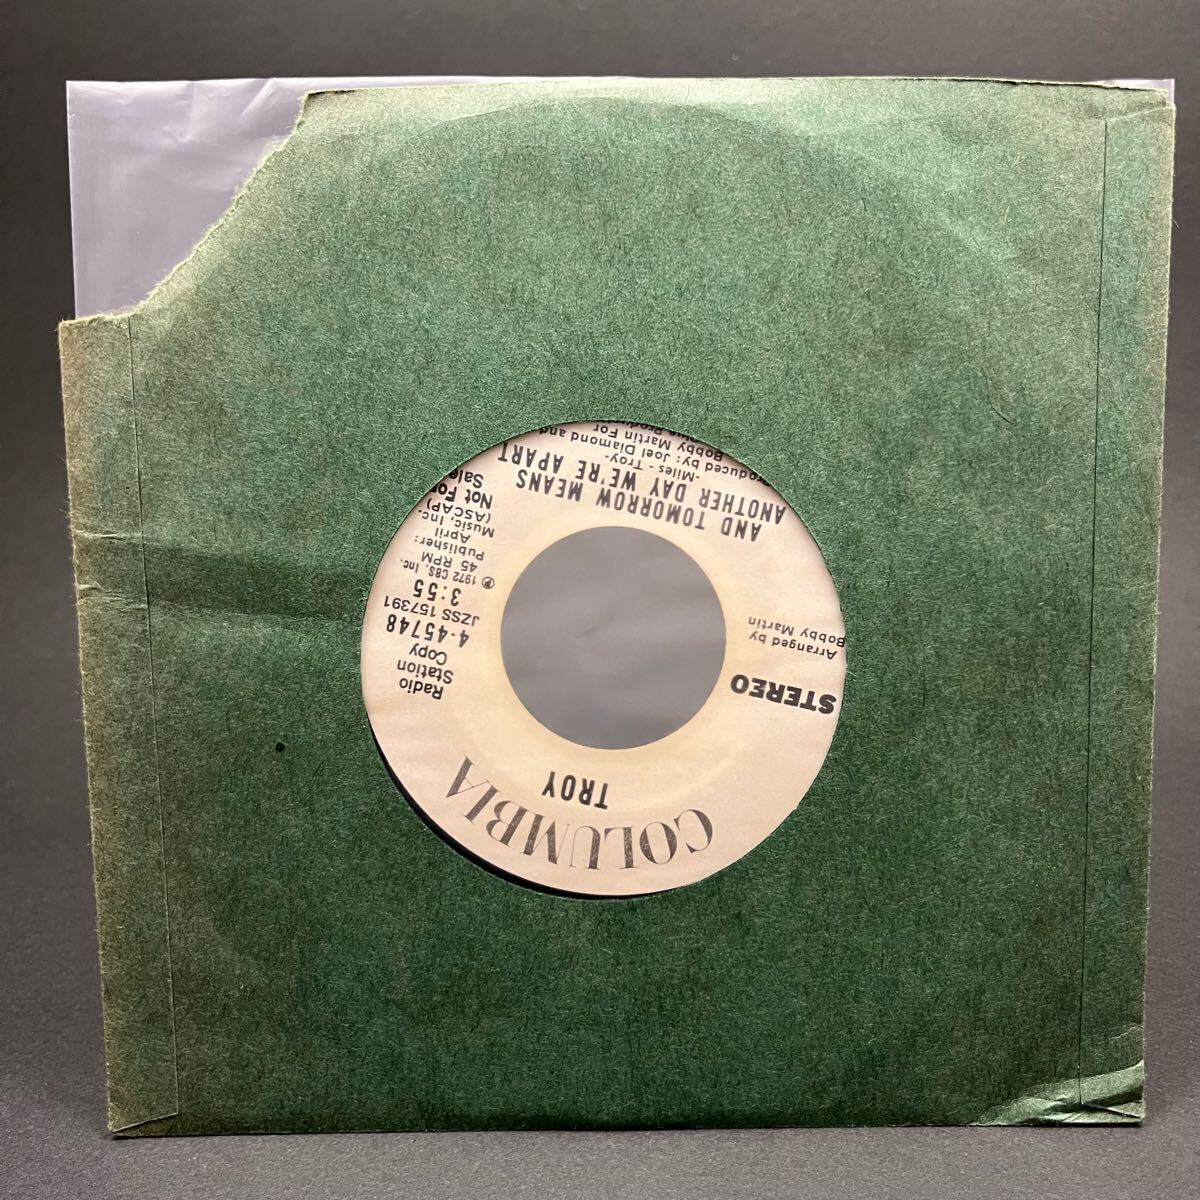 COLUMBIA
TROY
STEREO
Radio
Station
Copy
4-45748
JZSS 157391
3:55
℗ 1972 CBS, Inc.
45 RPM
Publisher:
April
Music, Inc.
(ASCAP)
Not For
Sale
Arranged by
Bobby Martin
AND TOMORROW MEANS
ANOTHER DAY WE'RE APART
-Miles - Troy-
roduced by: Joel Diamond and
Bobby Martin For